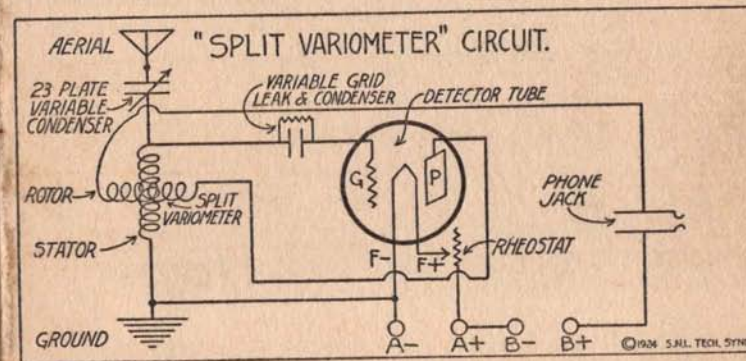 "SPLIT VARIOMETER" CIRCUIT.
AERIAL
23 PLATE
VARIABLE
CONDENSER
VARIABLE GRID
LEAK & CONDENSER
DETECTOR TUBE
G
P
ROTOR
SPLIT
VARIOMETER
STATOR
PHONE
JACK
RHEOSTAT
F-
F+
GROUND
A-
A+
B-
B+
©1924 S.N.L. TECH. SYN